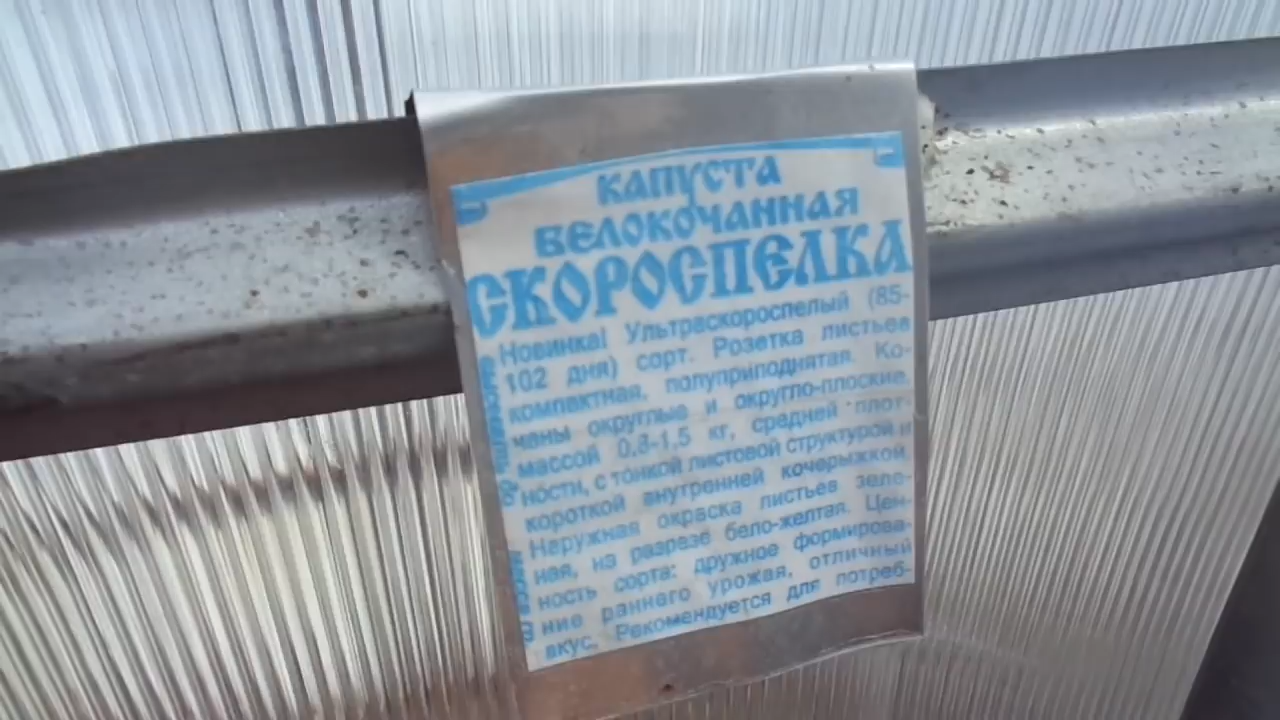 КАПУСТА
БЕЛОКОЧАННАЯ
СКОРОСПЕЛКА
Новинка! Ультраскороспелый (85-
102 дня) сорт. Розетка листьев
компактная, полуприподнятая. Ко-
чаны округлые и округло-плоские,
массой 0,8-1,5 кг, средней плот-
ности, с тонкой листовой структурой и
короткой внутренней кочерыжкой.
Наружная окраска листьев зеле-
ная, на разрезе бело-желтая. Цен-
ность сорта: дружное формирова-
ние раннего урожая, отличный
вкус. Рекомендуется для потреб-